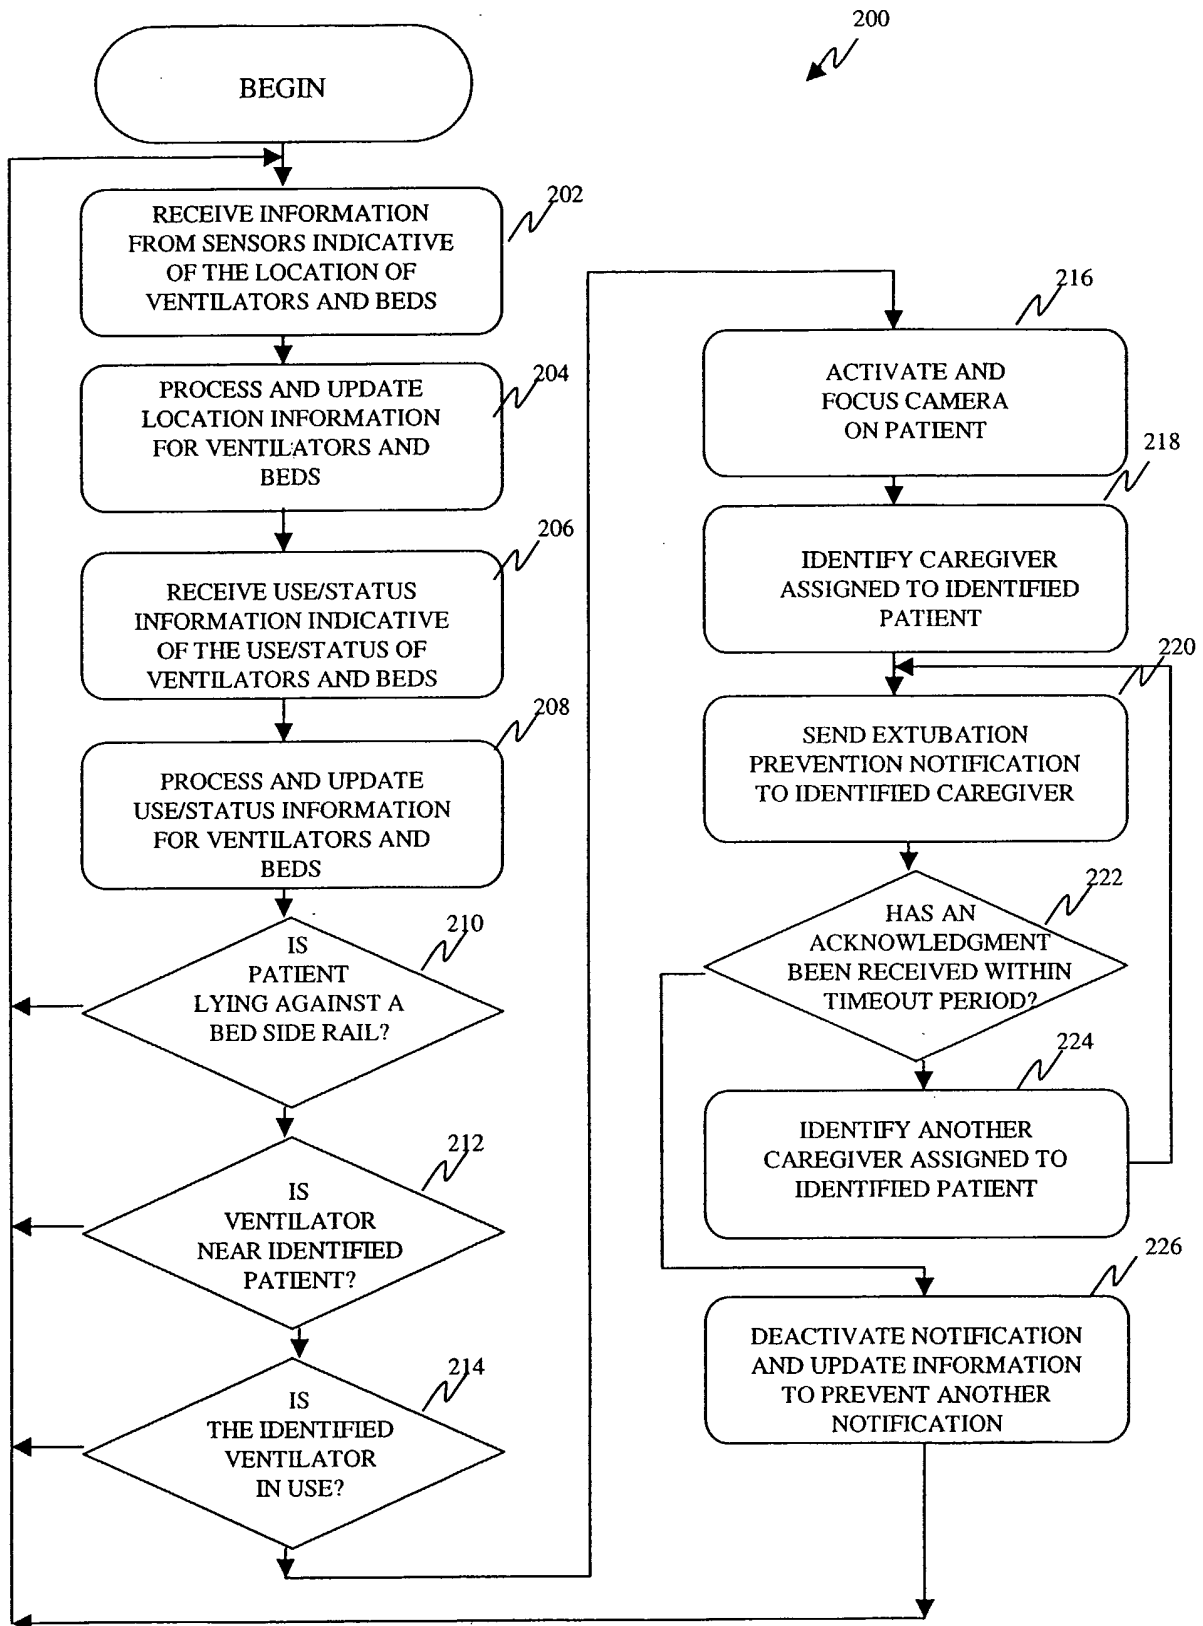 200
BEGIN
202
RECEIVE INFORMATION
FROM SENSORS INDICATIVE
OF THE LOCATION OF
VENTILATORS AND BEDS
204
PROCESS AND UPDATE
LOCATION INFORMATION
FOR VENTILATORS AND
BEDS
206
RECEIVE USE/STATUS
INFORMATION INDICATIVE
OF THE USE/STATUS OF
VENTILATORS AND BEDS
208
PROCESS AND UPDATE
USE/STATUS INFORMATION
FOR VENTILATORS AND
BEDS
210
IS
PATIENT
LYING AGAINST A
BED SIDE RAIL?
212
IS
VENTILATOR
NEAR IDENTIFIED
PATIENT?
214
IS
THE IDENTIFIED
VENTILATOR
IN USE?
216
ACTIVATE AND
FOCUS CAMERA
ON PATIENT
218
IDENTIFY CAREGIVER
ASSIGNED TO IDENTIFIED
PATIENT
220
SEND EXTUBATION
PREVENTION NOTIFICATION
TO IDENTIFIED CAREGIVER
222
HAS AN
ACKNOWLEDGMENT
BEEN RECEIVED WITHIN
TIMEOUT PERIOD?
224
IDENTIFY ANOTHER
CAREGIVER ASSIGNED TO
IDENTIFIED PATIENT
226
DEACTIVATE NOTIFICATION
AND UPDATE INFORMATION
TO PREVENT ANOTHER
NOTIFICATION